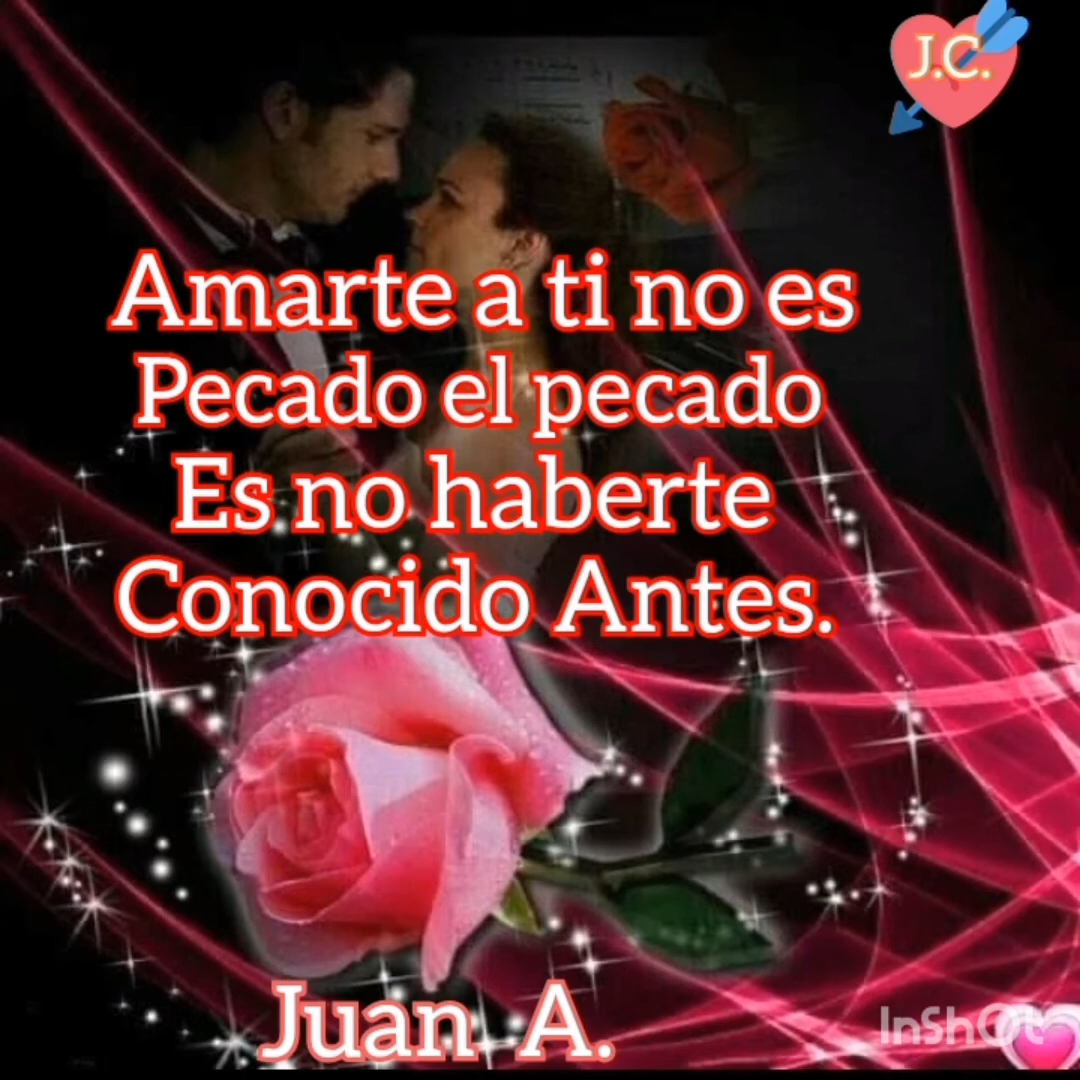 J.C.
Amarte a ti no es
Pecado el pecado
Es no haberte
Conocido Antes.
Juan A.
InShOt